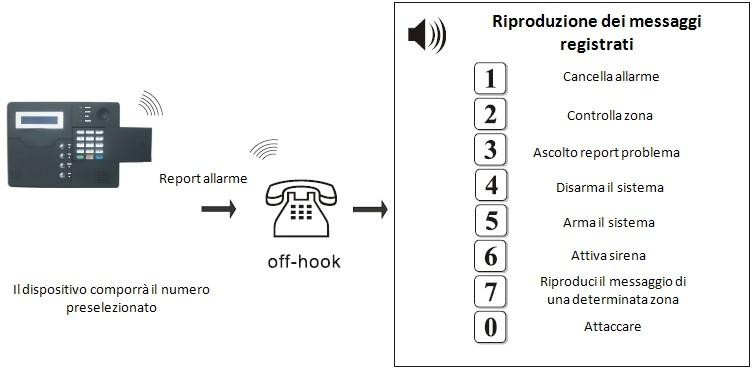 Riproduzione dei messaggi
registrati
1 Cancella allarme
2 Controlla zona
3 Ascolto report problema
4 Disarma il sistema
5 Arma il sistema
6 Attiva sirena
7 Riproduci il messaggio di
una determinata zona
0 Attaccare
Report allarme
off-hook
Il dispositivo comporrà il numero
preselezionato